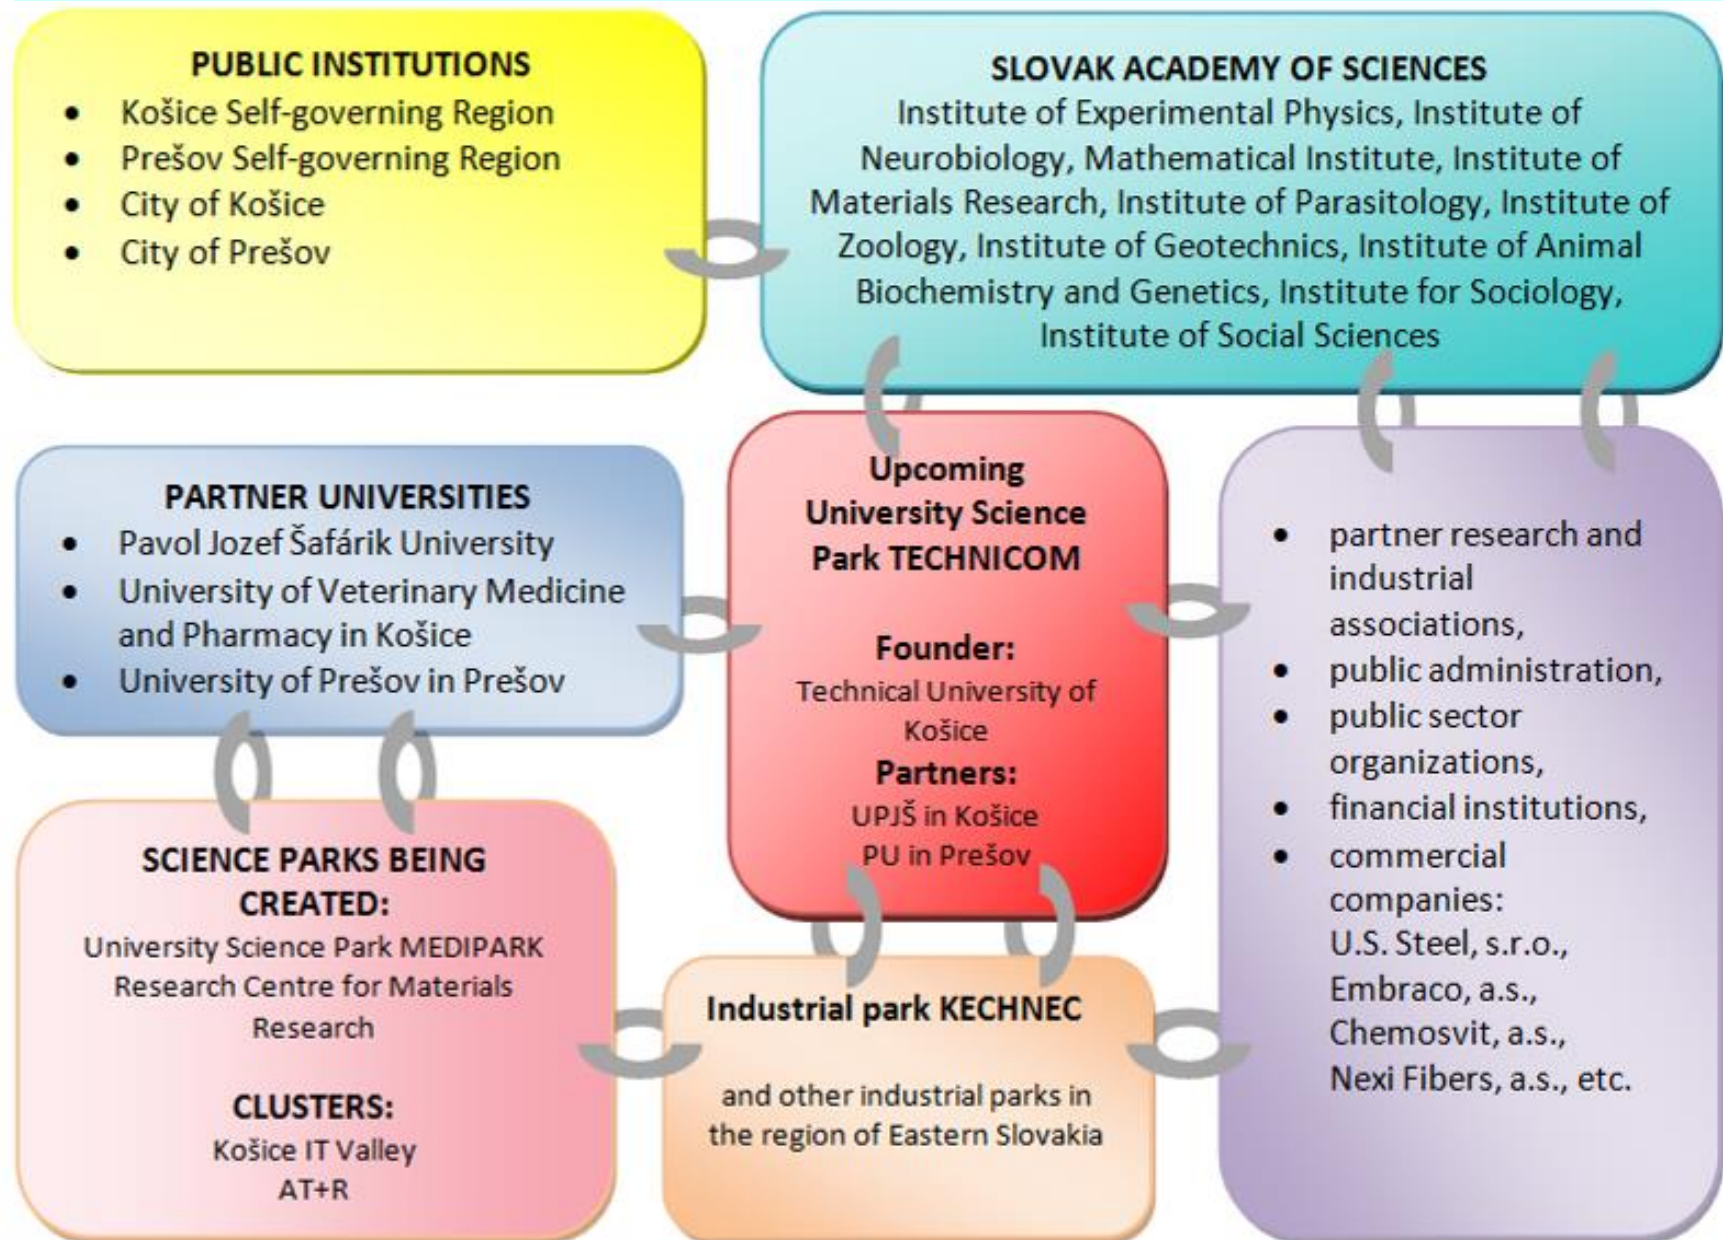 PUBLIC INSTITUTIONS
• Košice Self-governing Region
• Prešov Self-governing Region
• City of Košice
• City of Prešov
SLOVAK ACADEMY OF SCIENCES
Institute of Experimental Physics, Institute of
Neurobiology, Mathematical Institute, Institute of
Materials Research, Institute of Parasitology, Institute of
Zoology, Institute of Geotechnics, Institute of Animal
Biochemistry and Genetics, Institute for Sociology,
Institute of Social Sciences
PARTNER UNIVERSITIES
• Pavol Jozef Šafárik University
• University of Veterinary Medicine
and Pharmacy in Košice
• University of Prešov in Prešov
Upcoming
University Science
Park TECHNICOM
Founder:
Technical University of
Košice
Partners:
UPJŠ in Košice
PU in Prešov
• partner research and
industrial
associations,
• public administration,
• public sector
organizations,
• financial institutions,
• commercial
companies:
U.S. Steel, s.r.o.,
Embraco, a.s.,
Chemosvit, a.s.,
Nexi Fibers, a.s., etc.
SCIENCE PARKS BEING
CREATED:
University Science Park MEDIPARK
Research Centre for Materials
Research
CLUSTERS:
Košice IT Valley
AT+R
Industrial park KECHNEC
and other industrial parks in
the region of Eastern Slovakia